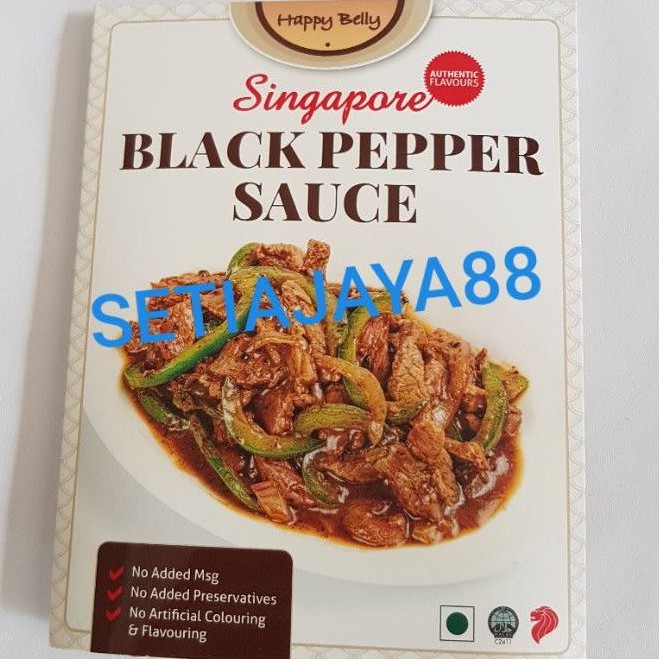 Happy Belly
Singapore
AUTHENTIC
FLAVOURS
BLACK PEPPER
SAUCE
SETIAJAYA88
No Added Msg
No Added Preservatives
No Artificial Colouring
& Flavouring
C2411